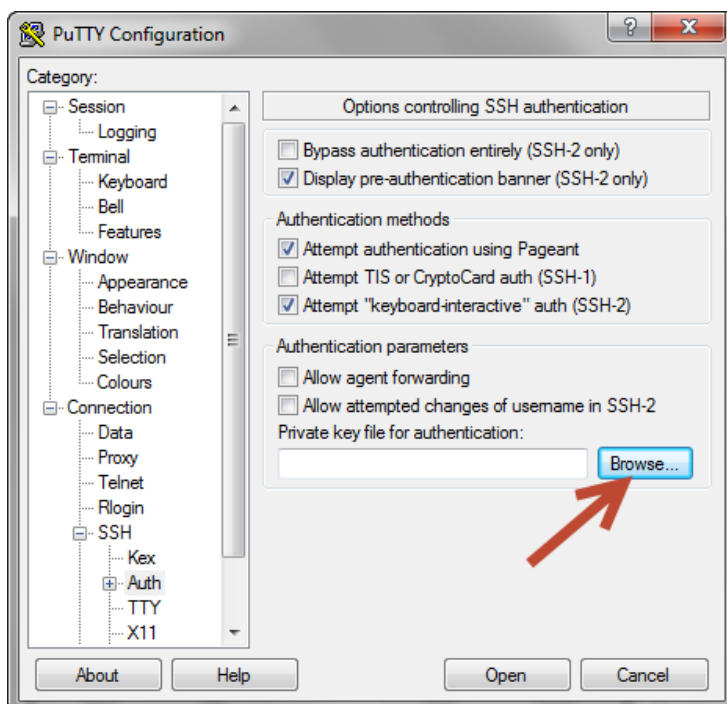 PuTTY Configuration
Category:
Session
Logging
Terminal
Keyboard
Bell
Features
Window
Appearance
Behaviour
Translation
Selection
Colours
Connection
Data
Proxy
Telnet
Rlogin
SSH
Kex
Auth
TTY
X11
Options controlling SSH authentication
Bypass authentication entirely (SSH-2 only)
Display pre-authentication banner (SSH-2 only)
Authentication methods
Attempt authentication using Pageant
Attempt TIS or CryptoCard auth (SSH-1)
Attempt "keyboard-interactive" auth (SSH-2)
Authentication parameters
Allow agent forwarding
Allow attempted changes of username in SSH-2
Private key file for authentication:
Browse...
About
Help
Open
Cancel